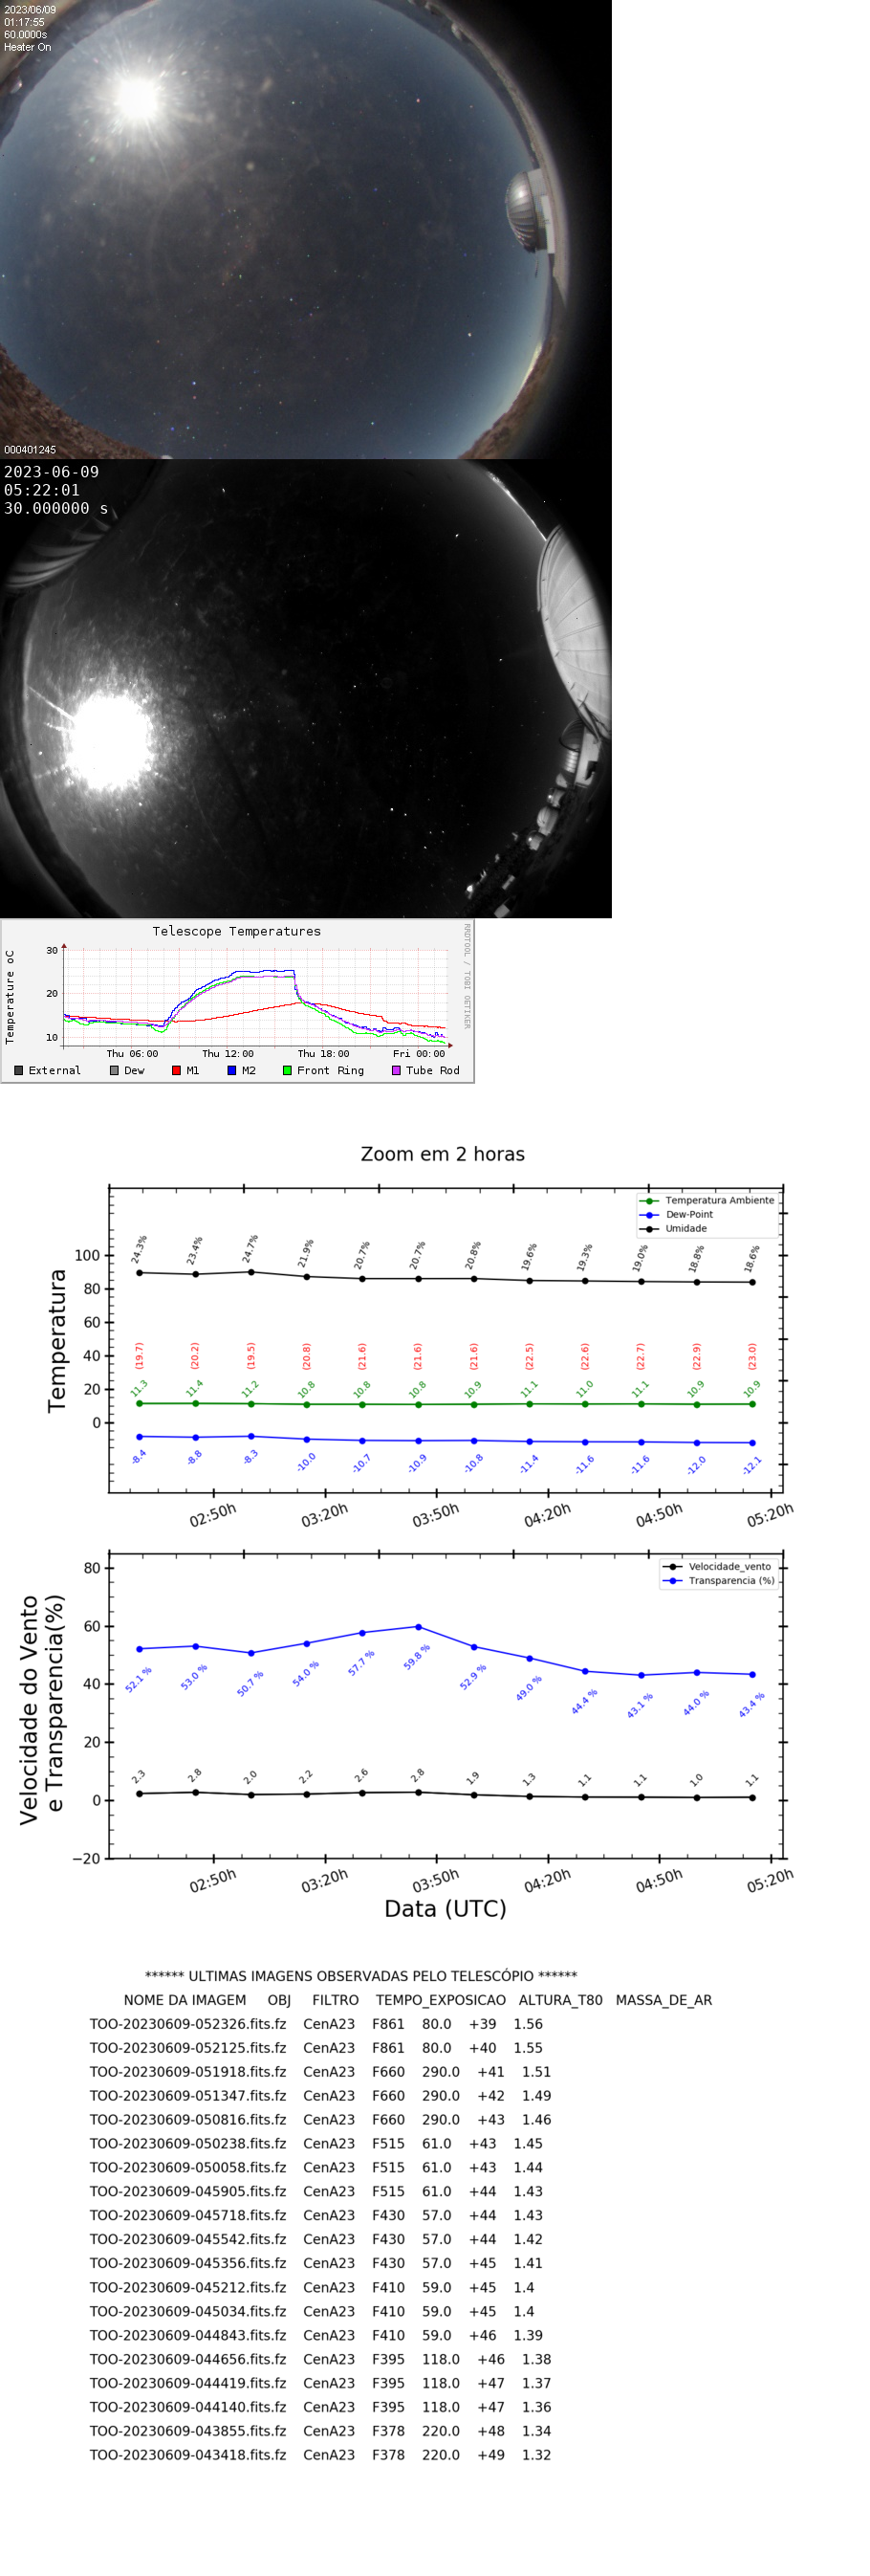 2023/06/09
01:17:55
60.0000s
Heater On
000401245
2023-06-09
05:22:01
30.000000 s
Telescope Temperatures
RRDTOOL / TOBI OETIKER
Temperature oC
30
20
10
Thu 06:00 Thu 12:00 Thu 18:00 Fri 00:00
External Dew M1 M2 Front Ring Tube Rod
Zoom em 2 horas
Temperatura Ambiente
Dew-Point
Umidade
Temperatura
100
80
60
40
20
0
24.3% 23.4% 24.7% 21.9% 20.7% 20.7% 20.8% 19.6% 19.3% 19.0% 18.8% 18.6%
(19.7) (20.2) (19.5) (20.8) (21.6) (21.6) (21.6) (22.5) (22.6) (22.7) (22.9) (23.0)
11.3 11.4 11.2 10.8 10.8 10.8 10.9 11.1 11.0 11.1 10.9 10.9
-8.4 -8.8 -8.3 -10.0 -10.7 -10.9 -10.8 -11.4 -11.6 -11.6 -12.0 -12.1
02:50h 03:20h 03:50h 04:20h 04:50h 05:20h
Velocidade_vento
Transparencia (%)
Velocidade do Vento
e Transparencia(%)
80
60
40
20
0
−20
52.1 % 53.0 % 50.7 % 54.0 % 57.7 % 59.8 % 52.9 % 49.0 % 44.4 % 43.1 % 44.0 % 43.4 %
2.3 2.8 2.0 2.2 2.6 2.8 1.9 1.3 1.1 1.1 1.0 1.1
02:50h 03:20h 03:50h 04:20h 04:50h 05:20h
Data (UTC)
****** ULTIMAS IMAGENS OBSERVADAS PELO TELESCÓPIO ******
NOME DA IMAGEM OBJ FILTRO TEMPO_EXPOSICAO ALTURA_T80 MASSA_DE_AR
TOO-20230609-052326.fits.fz CenA23 F861 80.0 +39 1.56
TOO-20230609-052125.fits.fz CenA23 F861 80.0 +40 1.55
TOO-20230609-051918.fits.fz CenA23 F660 290.0 +41 1.51
TOO-20230609-051347.fits.fz CenA23 F660 290.0 +42 1.49
TOO-20230609-050816.fits.fz CenA23 F660 290.0 +43 1.46
TOO-20230609-050238.fits.fz CenA23 F515 61.0 +43 1.45
TOO-20230609-050058.fits.fz CenA23 F515 61.0 +43 1.44
TOO-20230609-045905.fits.fz CenA23 F515 61.0 +44 1.43
TOO-20230609-045718.fits.fz CenA23 F430 57.0 +44 1.43
TOO-20230609-045542.fits.fz CenA23 F430 57.0 +44 1.42
TOO-20230609-045356.fits.fz CenA23 F430 57.0 +45 1.41
TOO-20230609-045212.fits.fz CenA23 F410 59.0 +45 1.4
TOO-20230609-045034.fits.fz CenA23 F410 59.0 +45 1.4
TOO-20230609-044843.fits.fz CenA23 F410 59.0 +46 1.39
TOO-20230609-044656.fits.fz CenA23 F395 118.0 +46 1.38
TOO-20230609-044419.fits.fz CenA23 F395 118.0 +47 1.37
TOO-20230609-044140.fits.fz CenA23 F395 118.0 +47 1.36
TOO-20230609-043855.fits.fz CenA23 F378 220.0 +48 1.34
TOO-20230609-043418.fits.fz CenA23 F378 220.0 +49 1.32